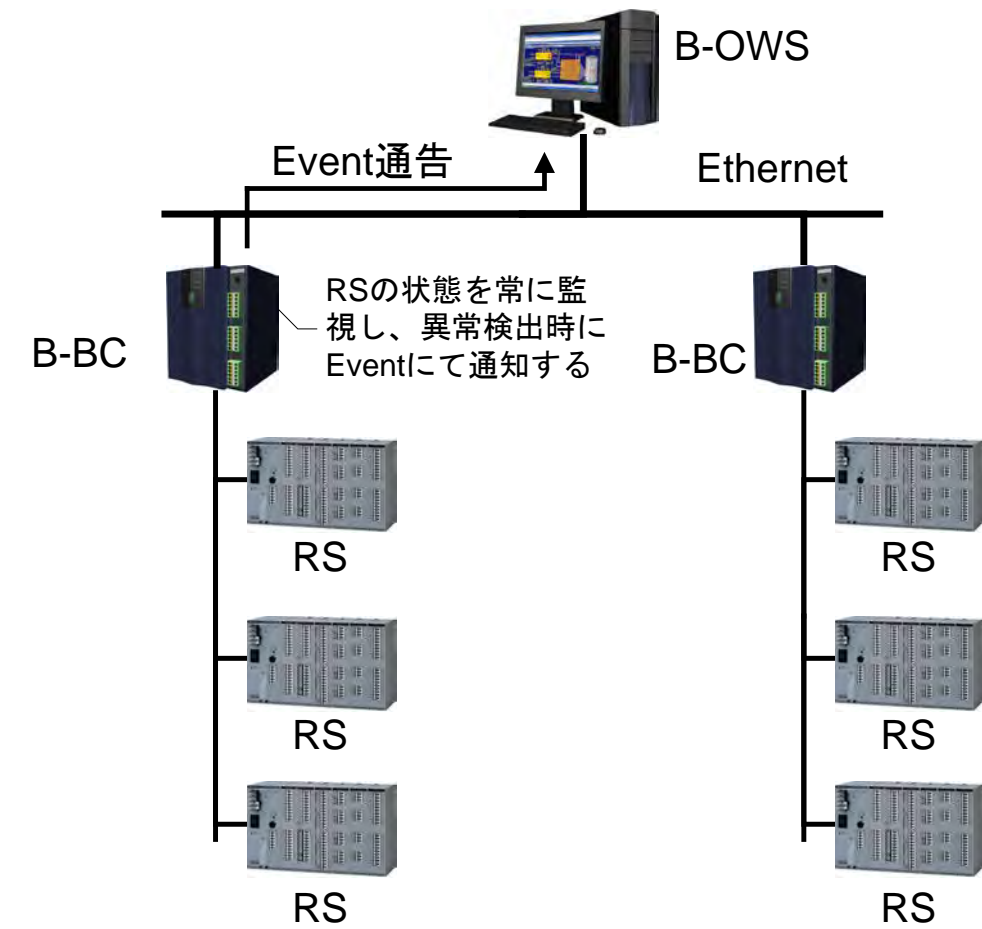 B-OWS
Event通告
Ethernet
RSの状態を常に監
視し、異常検出時に
Eventにて通知する
B-BC
B-BC
RS
RS
RS
RS
RS
RS